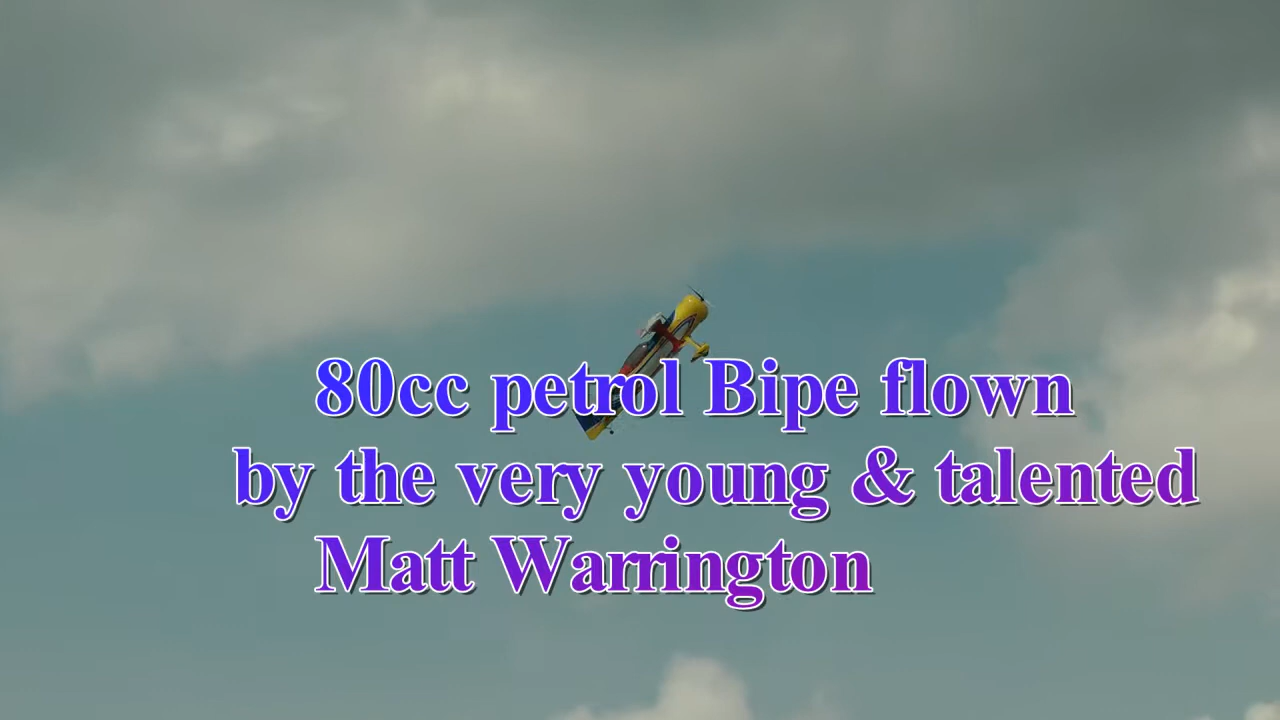 80cc petrol Bipe flown
by the very young & talented
Matt Warrington